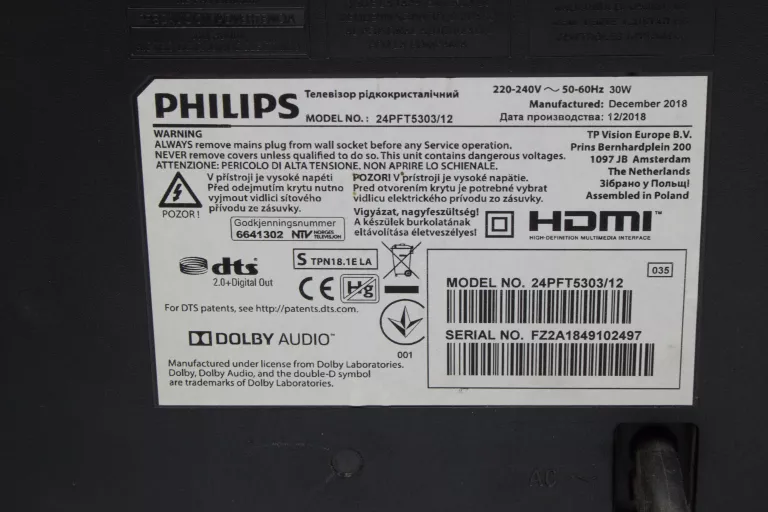 PHILIPS
Телевізор рідкокристалічний
MODEL NO.: 24PFT5303/12
220-240V ～ 50-60Hz 30W
Manufactured: December 2018
Дата производства: 12/2018
WARNING
ALWAYS remove mains plug from wall socket before any Service operation.
NEVER remove covers unless qualified to do so. This unit contains dangerous voltages.
ATTENZIONE: PERICOLO DI ALTA TENSIONE. NON APRIRE LO SCHIENALE.
TP Vision Europe B.V.
Prins Bernhardplein 200
1097 JB Amsterdam
The Netherlands
Зібрано у Польщі
Assembled in Poland
POZOR !
V přístroji je vysoké napětí
Před odejmutím krytu nutno
vyjmout vidlici síťového
přívodu ze zásuvky.
POZOR! V prístroji je vysoké napätie.
Pred otvorením krytu je potrebné vybrat
vidlicu elektrického prívodu zo zásuvky.
Godkjenningsnummer
6641302 NTV NORGES TELEVISJON
Vigyázat, nagyfeszültség!
A készülék burkolatának
eltávolítása életveszélyes!
HDMI™
HIGH-DEFINITION MULTIMEDIA INTERFACE
dts
2.0+Digital Out
S TPN18.1E LA
CE Hg
For DTS patents, see http://patents.dts.com.
001
DOLBY AUDIO™
Manufactured under license from Dolby Laboratories.
Dolby, Dolby Audio, and the double-D symbol
are trademarks of Dolby Laboratories.
035
MODEL NO. 24PFT5303/12
SERIAL NO. FZ2A1849102497
AC